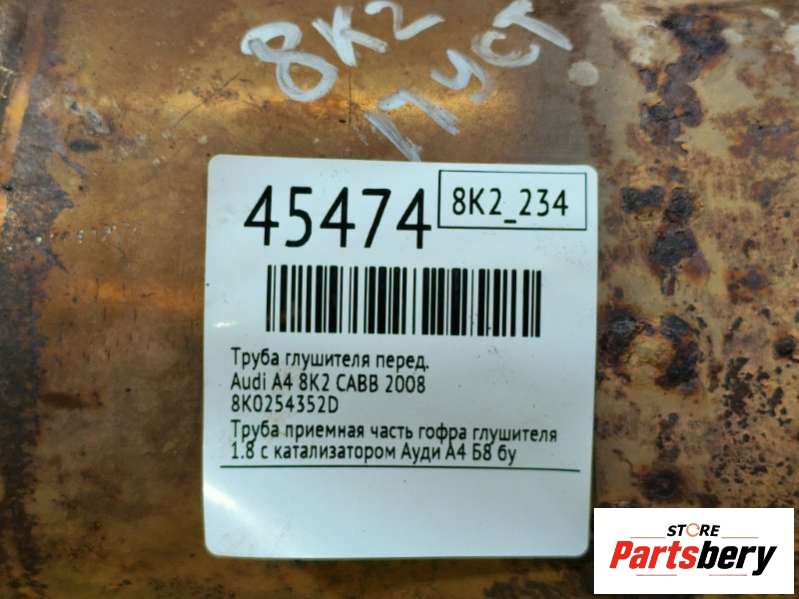 8K2
ПУСТ
45474
8K2_234
Труба глушителя перед.
Audi A4 8K2 CABB 2008
8K0254352D
Труба приемная часть гофра глушителя
1.8 с катализатором Ауди А4 Б8 бу
STORE
Partsbery